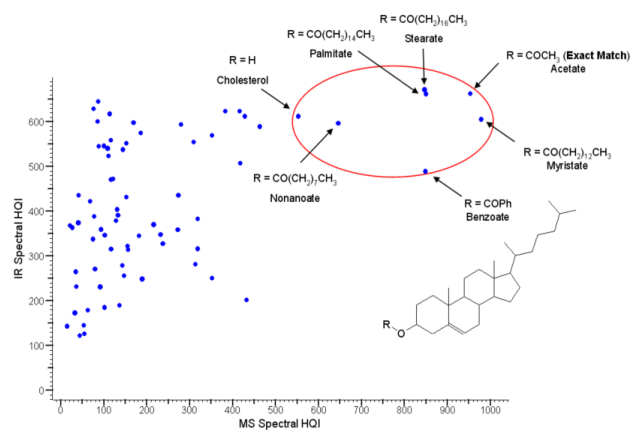 R = CO(CH₂)₁₆CH₃
Stearate
R = CO(CH₂)₁₄CH₃
Palmitate
R = H
Cholesterol
R = COCH₃ (Exact Match)
Acetate
R = CO(CH₂)₁₂CH₃
Myristate
R = CO(CH₂)₇CH₃
Nonanoate
R = COPh
Benzoate
R
O
IR Spectral HQI
600
500
400
300
200
100
0
0 100 200 300 400 500 600 700 800 900 1000
MS Spectral HQI